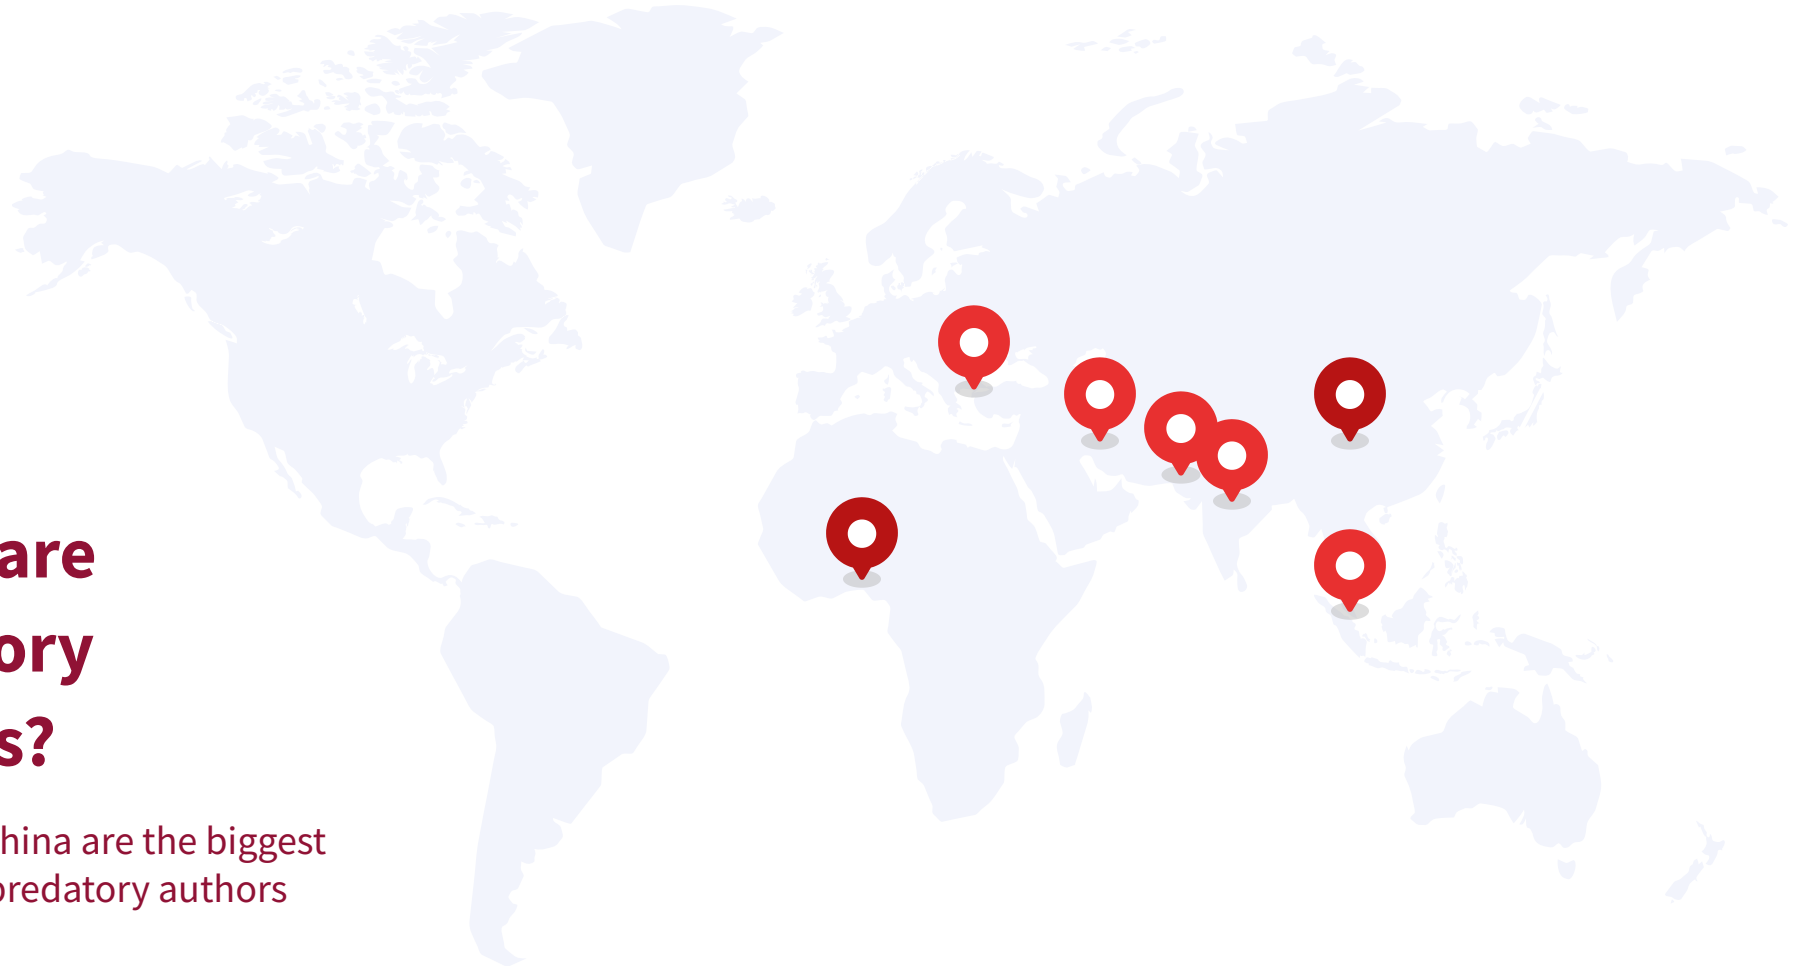 are
ory
s?
hina are the biggest
predatory authors